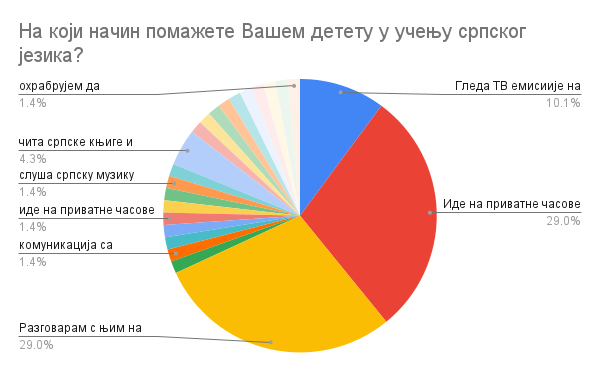 На који начин помажете Вашем детету у учењу српског
језика?
охрабрујем да
1.4%
чита српске књиге и
4.3%
слуша српску музику
1.4%
иде на приватне часове
1.4%
комуникација са
1.4%
Разговарам с њим на
29.0%
Гледа ТВ емисиије на
10.1%
Иде на приватне часове
29.0%